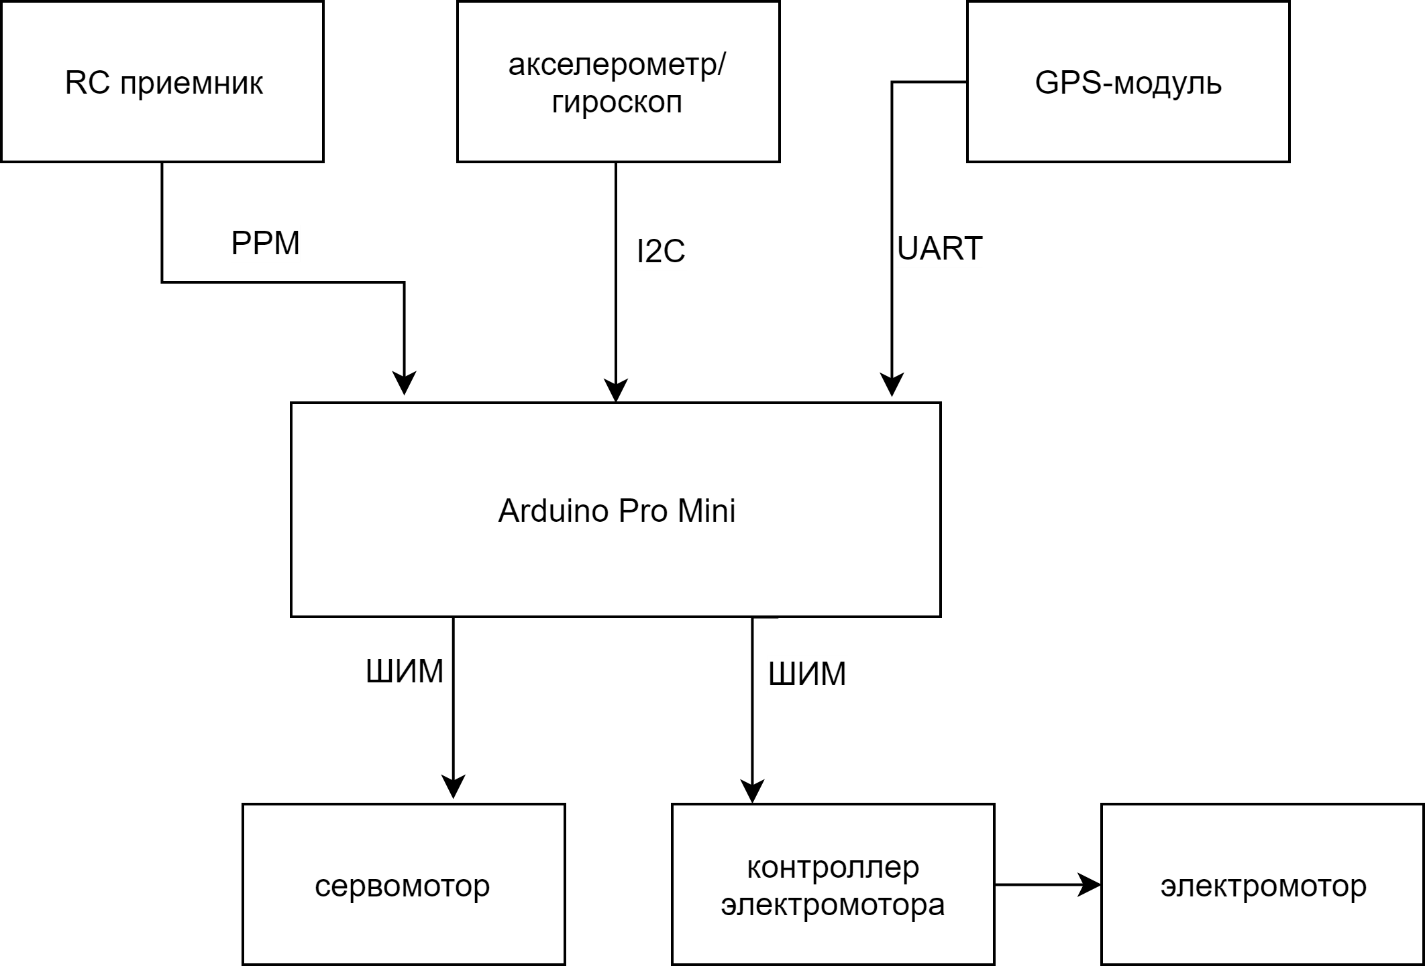 RC приемник
акселерометр/
гироскоп
GPS-модуль
PPM
I2C
UART
Arduino Pro Mini
ШИМ
ШИМ
сервомотор
контроллер
электромотора
электромотор